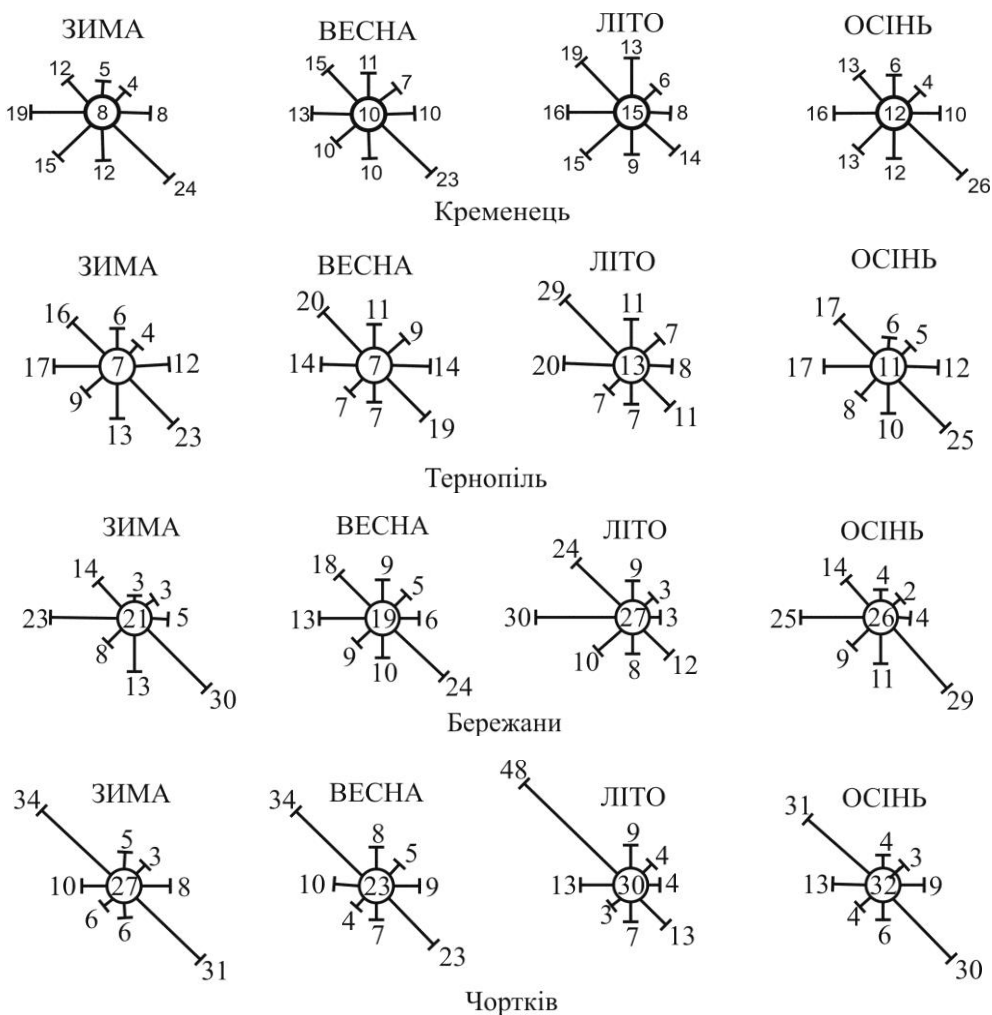 ЗИМА ВЕСНА ЛІТО ОСІНЬ
12 5 4 19 8 8 15 12 24
15 11 7 13 10 10 10 10 23
19 13 6 16 15 8 15 9 14
13 6 4 16 12 10 13 12 26
Кременець
ЗИМА ВЕСНА ЛІТО ОСІНЬ
16 6 4 17 7 12 9 13 23
20 11 9 14 7 14 7 7 19
29 11 7 20 13 8 7 7 11
17 6 5 17 11 12 8 10 25
Тернопіль
ЗИМА ВЕСНА ЛІТО ОСІНЬ
14 3 3 23 21 5 8 13 30
18 9 5 13 19 6 9 10 24
24 9 3 30 27 3 10 8 12
14 4 2 25 26 4 9 11 29
Бережани
ЗИМА ВЕСНА ЛІТО ОСІНЬ
34 5 3 10 27 8 6 6 31
34 8 5 10 23 9 4 7 23
48 9 4 13 30 4 3 7 13
31 4 3 13 32 9 4 6 30
Чортків